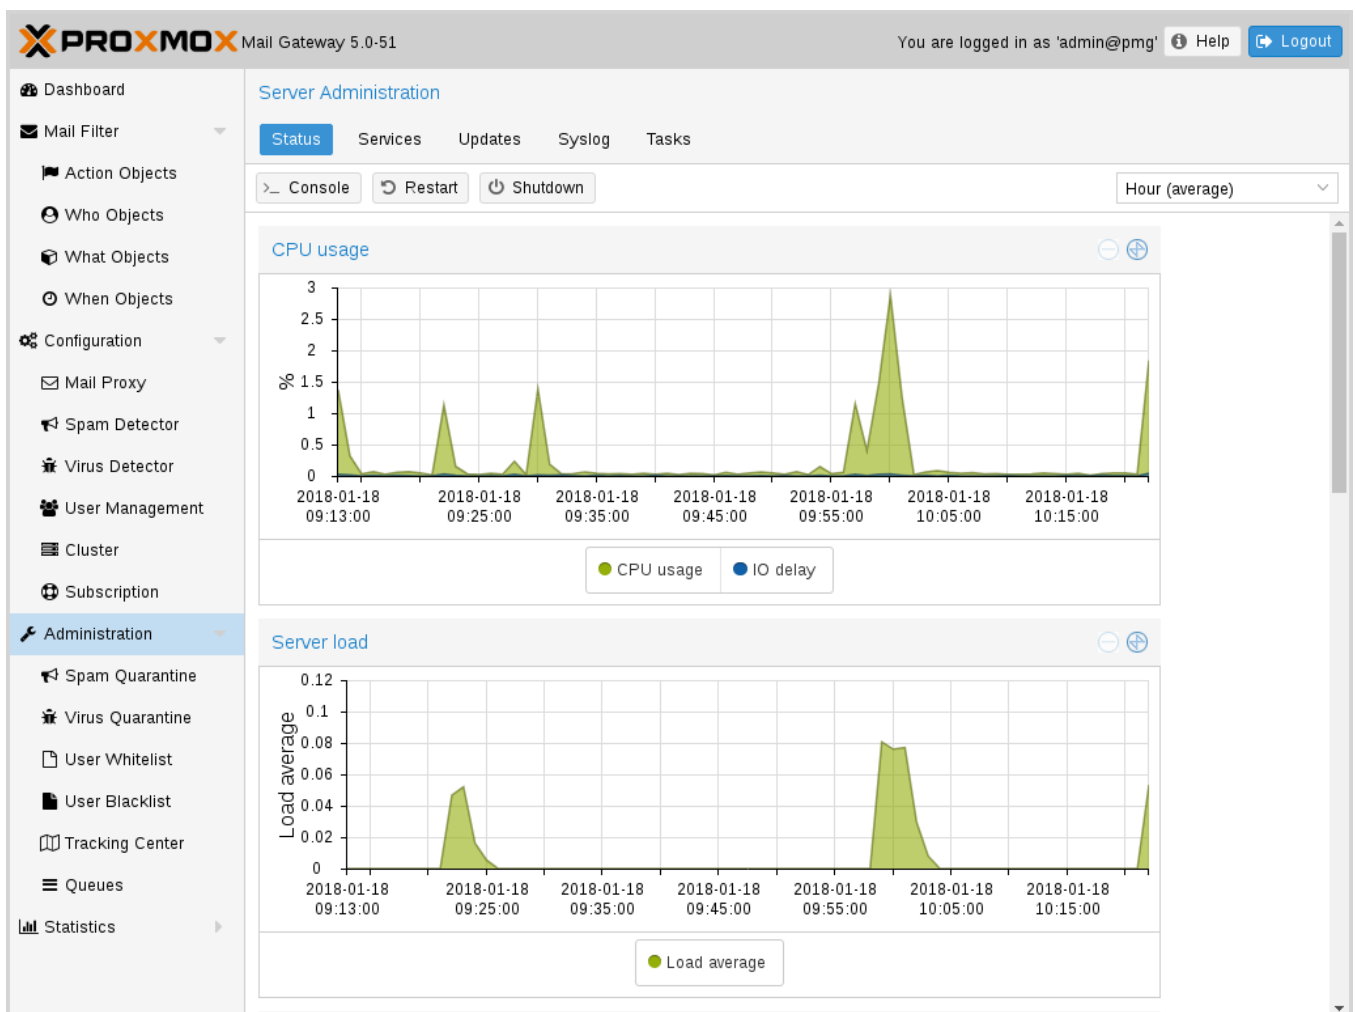 PROXMOX Mail Gateway 5.0-51
You are logged in as 'admin@pmg'
Help
Logout
Dashboard
Mail Filter
Action Objects
Who Objects
What Objects
When Objects
Configuration
Mail Proxy
Spam Detector
Virus Detector
User Management
Cluster
Subscription
Administration
Spam Quarantine
Virus Quarantine
User Whitelist
User Blacklist
Tracking Center
Queues
Statistics
Server Administration
Status Services Updates Syslog Tasks
>_ Console Restart Shutdown
Hour (average)
CPU usage
3
2.5
2
1.5
1
0.5
0
%
2018-01-18 2018-01-18 2018-01-18 2018-01-18 2018-01-18 2018-01-18 2018-01-18
09:13:00 09:25:00 09:35:00 09:45:00 09:55:00 10:05:00 10:15:00
CPU usage IO delay
Server load
0.12
0.1
0.08
0.06
0.04
0.02
0
Load average
2018-01-18 2018-01-18 2018-01-18 2018-01-18 2018-01-18 2018-01-18 2018-01-18
09:13:00 09:25:00 09:35:00 09:45:00 09:55:00 10:05:00 10:15:00
Load average